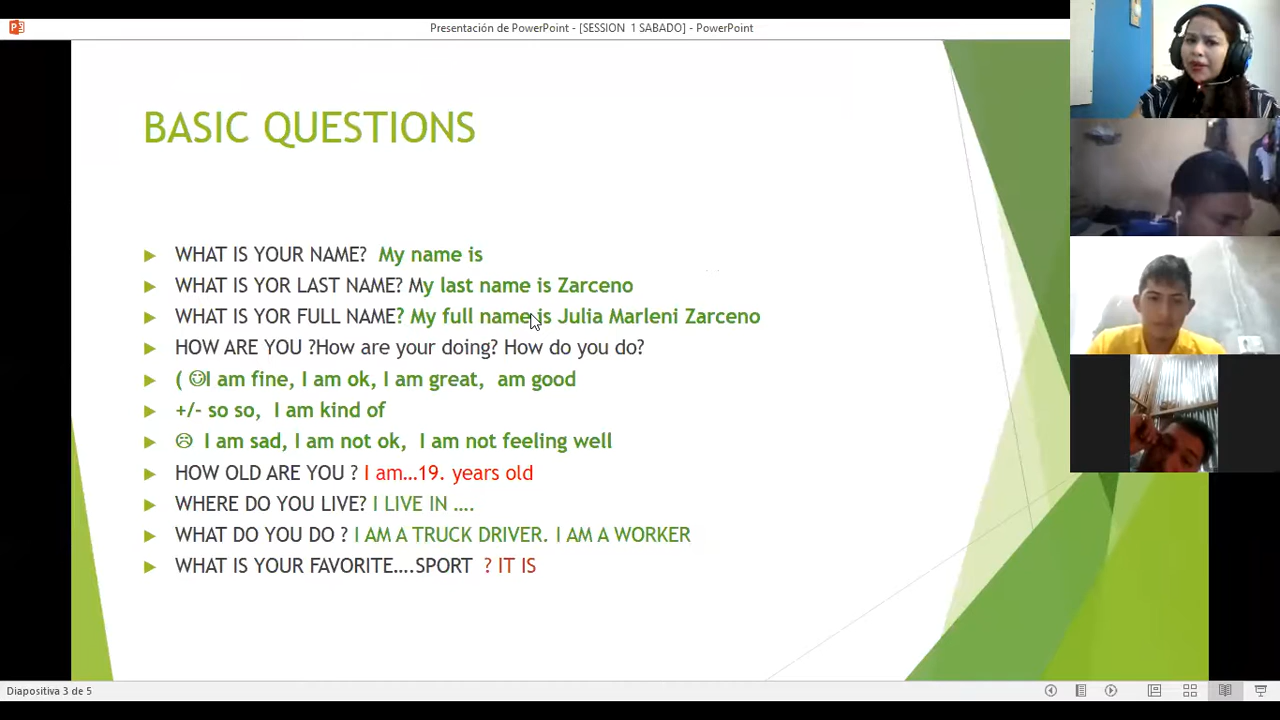 Presentación de PowerPoint - [SESSION 1 SABADO] - PowerPoint
BASIC QUESTIONS
WHAT IS YOUR NAME? My name is
WHAT IS YOR LAST NAME? My last name is Zarceno
WHAT IS YOR FULL NAME? My full name is Julia Marleni Zarceno
HOW ARE YOU ?How are your doing? How do you do?
( ☺I am fine, I am ok, I am great, am good
+/- so so, I am kind of
☹ I am sad, I am not ok, I am not feeling well
HOW OLD ARE YOU ? I am…19. years old
WHERE DO YOU LIVE? I LIVE IN ….
WHAT DO YOU DO ? I AM A TRUCK DRIVER. I AM A WORKER
WHAT IS YOUR FAVORITE….SPORT ? IT IS
Diapositiva 3 de 5